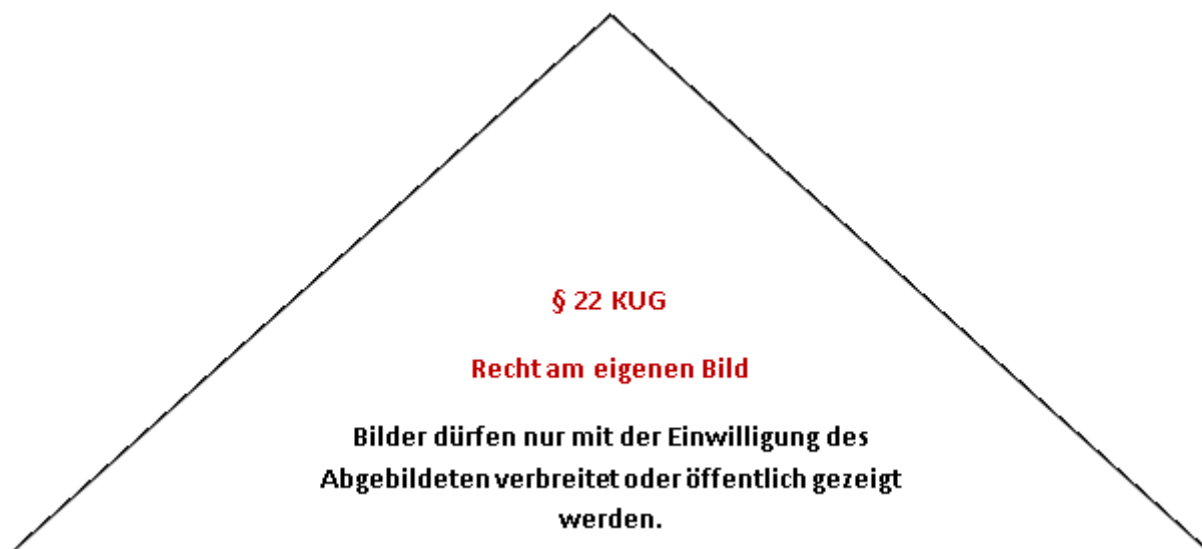 § 22 KUG
Recht am eigenen Bild
Bilder dürfen nur mit der Einwilligung des
Abgebildeten verbreitet oder öffentlich gezeigt
werden.